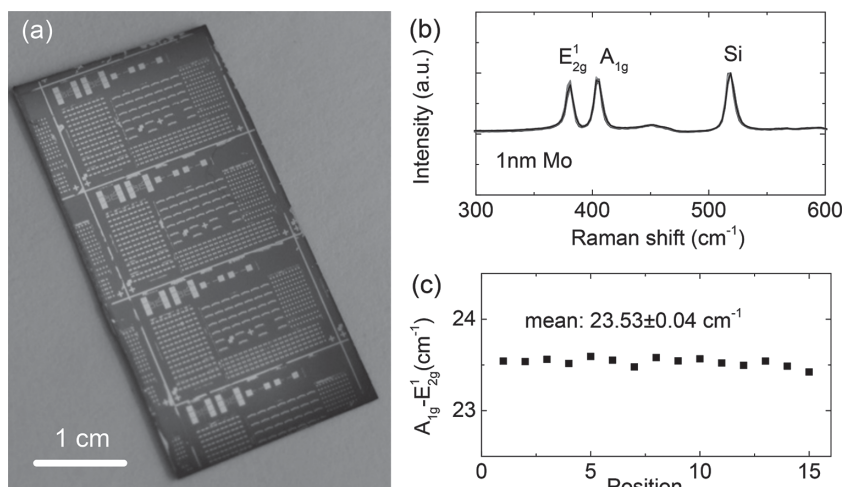 (a)
1 cm
(b)
Intensity (a.u.)
E¹₂g A₁g Si
1nm Mo
300 400 500 600
Raman shift (cm⁻¹)
(c)
A₁g-E¹₂g(cm⁻¹)
24
23
mean: 23.53±0.04 cm⁻¹
0 5 10 15
Position